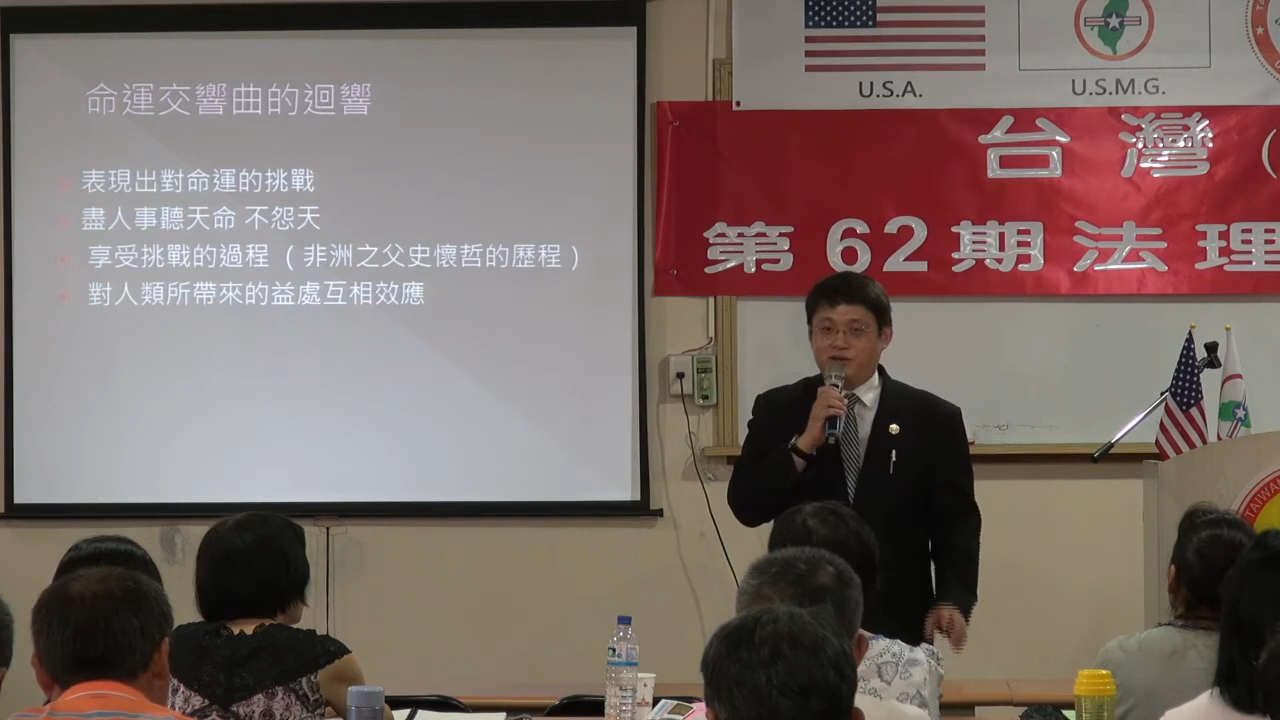 命運交響曲的迴響
表現出對命運的挑戰
盡人事聽天命 不怨天
享受挑戰的過程 (非洲之父史懷哲的歷程)
對人類所帶來的益處互相效應
U.S.A.
U.S.M.G.
台灣(
第62期法理
TAIWAN